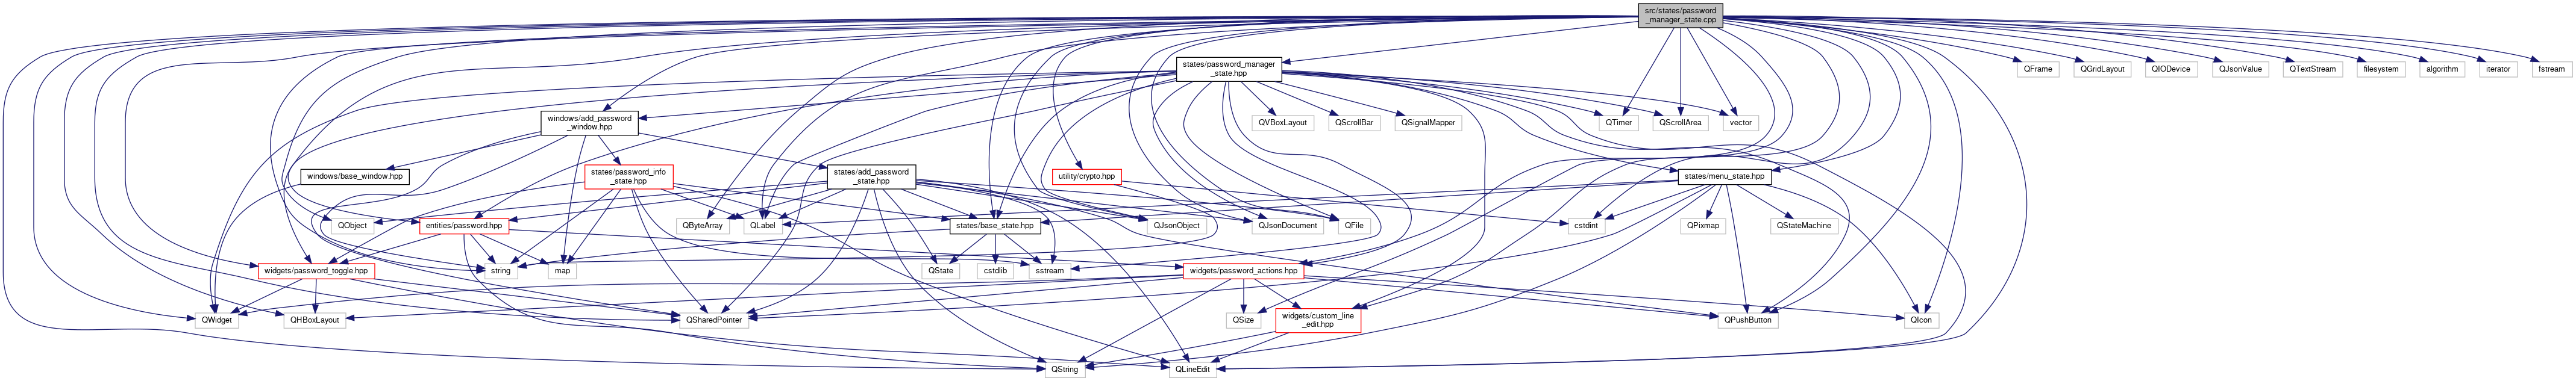 src/states/password
_manager_state.cpp
states/password_manager
_state.hpp
QFrame
QGridLayout
QIODevice
QJsonValue
QTextStream
filesystem
algorithm
iterator
fstream
windows/add_password
_window.hpp
QVBoxLayout
QScrollBar
QSignalMapper
QTimer
QScrollArea
vector
windows/base_window.hpp
states/password_info
_state.hpp
states/add_password
_state.hpp
utility/crypto.hpp
states/menu_state.hpp
QObject
entities/password.hpp
QByteArray
QLabel
states/base_state.hpp
QJsonObject
QJsonDocument
QFile
cstdint
QPixmap
QStateMachine
widgets/password_toggle.hpp
string
map
QState
cstdlib
sstream
widgets/password_actions.hpp
QWidget
QHBoxLayout
QSharedPointer
QSize
widgets/custom_line
_edit.hpp
QPushButton
QIcon
QString
QLineEdit